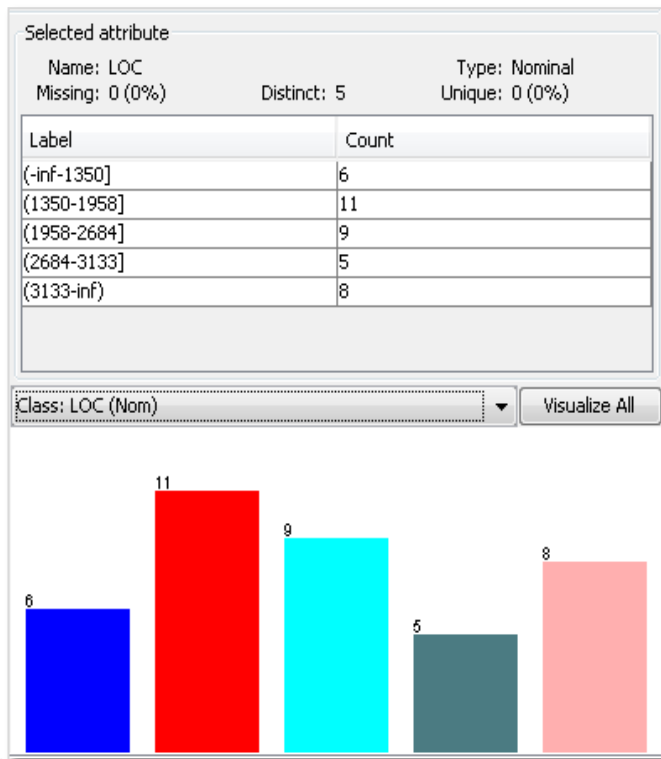 Selected attribute
Name: LOC Type: Nominal
Missing: 0 (0%) Distinct: 5 Unique: 0 (0%)
Label Count
(-inf-1350] 6
(1350-1958] 11
(1958-2684] 9
(2684-3133] 5
(3133-inf) 8
Class: LOC (Nom) Visualize All
11
9
8
6
5